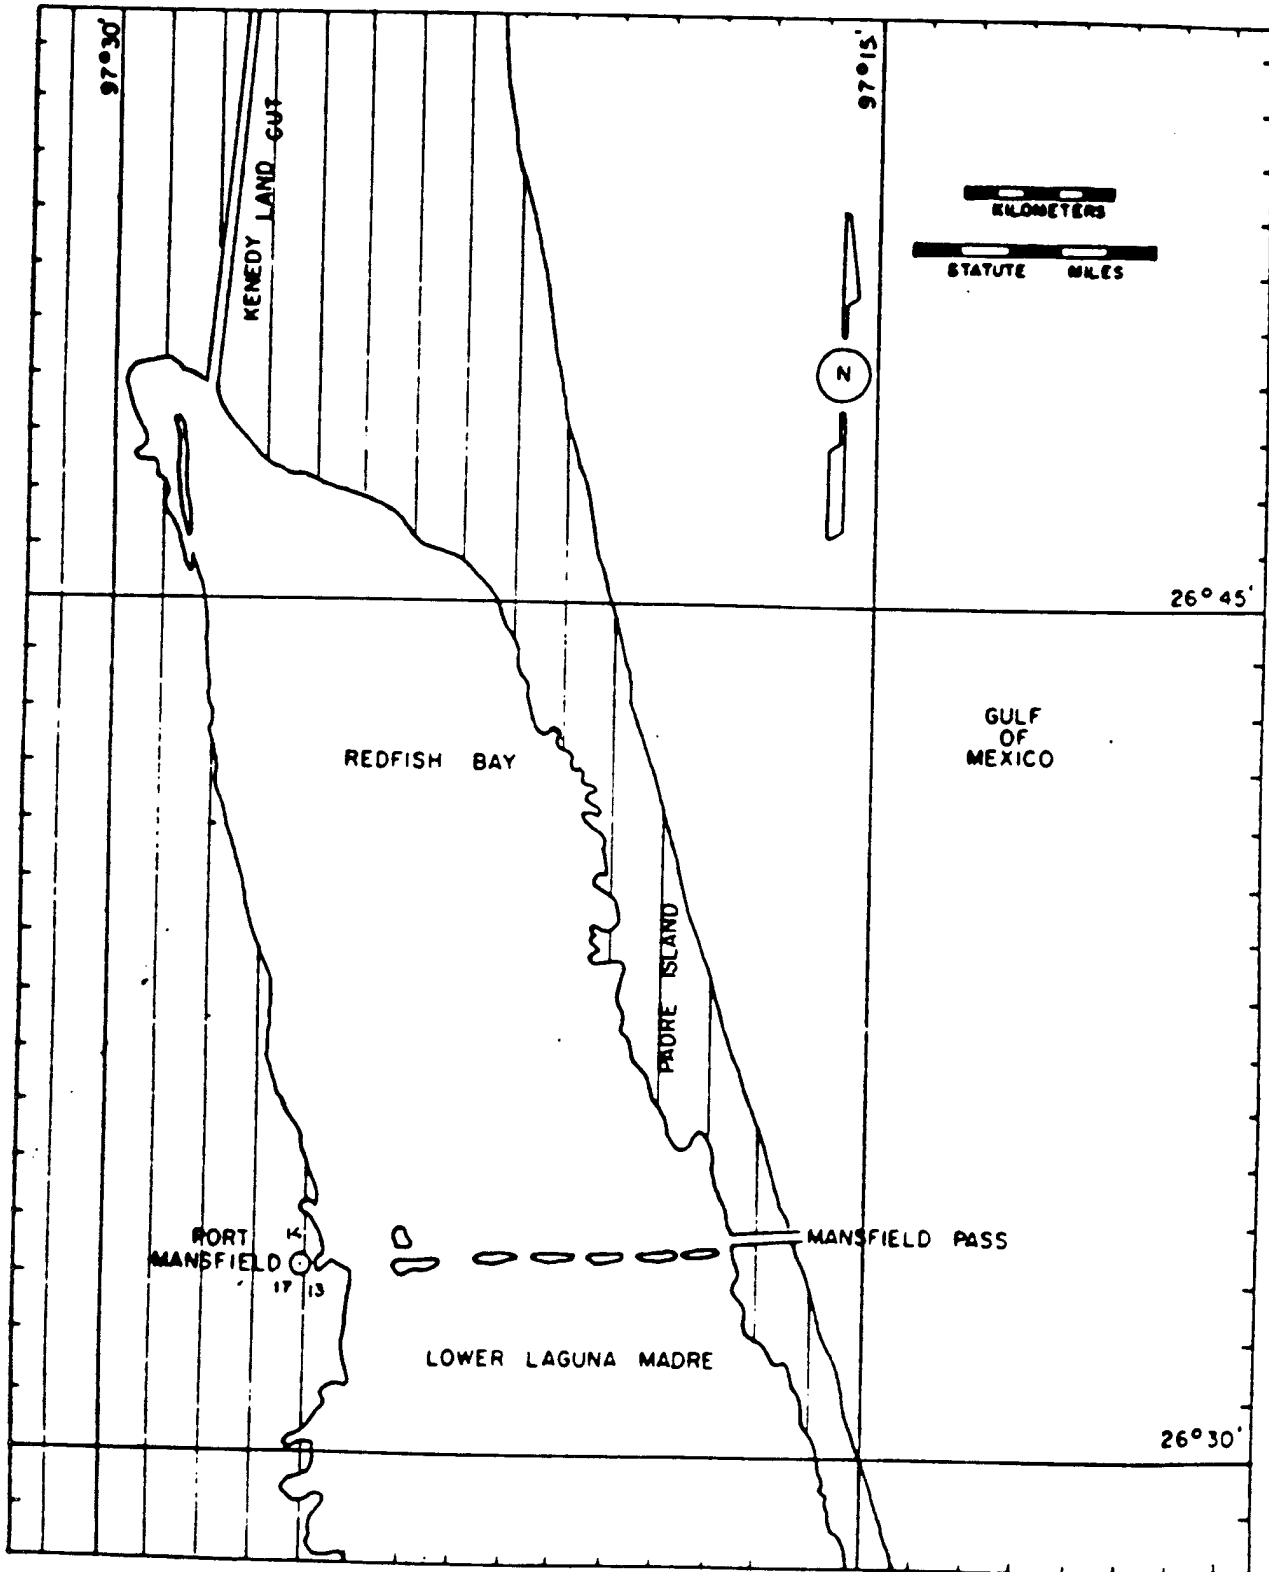 97°30'
KENEDY LAND CUT
97°15'
KILOMETERS
STATUTE MILES
N
26°45'
GULF
OF
MEXICO
REDFISH BAY
PADRE ISLAND
PORT
MANSFIELD
17 13
MANSFIELD PASS
LOWER LAGUNA MADRE
26°30'